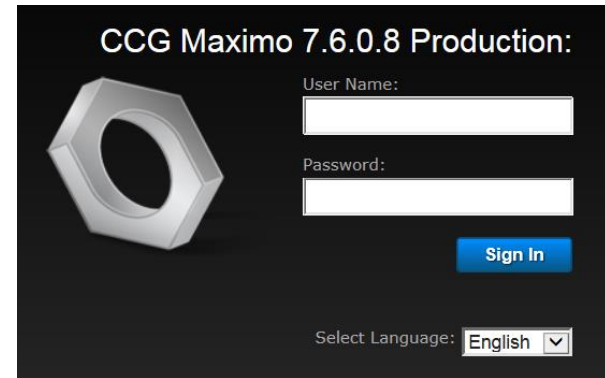 CCG Maximo 7.6.0.8 Production:
User Name:
Password:
Sign In
Select Language: English